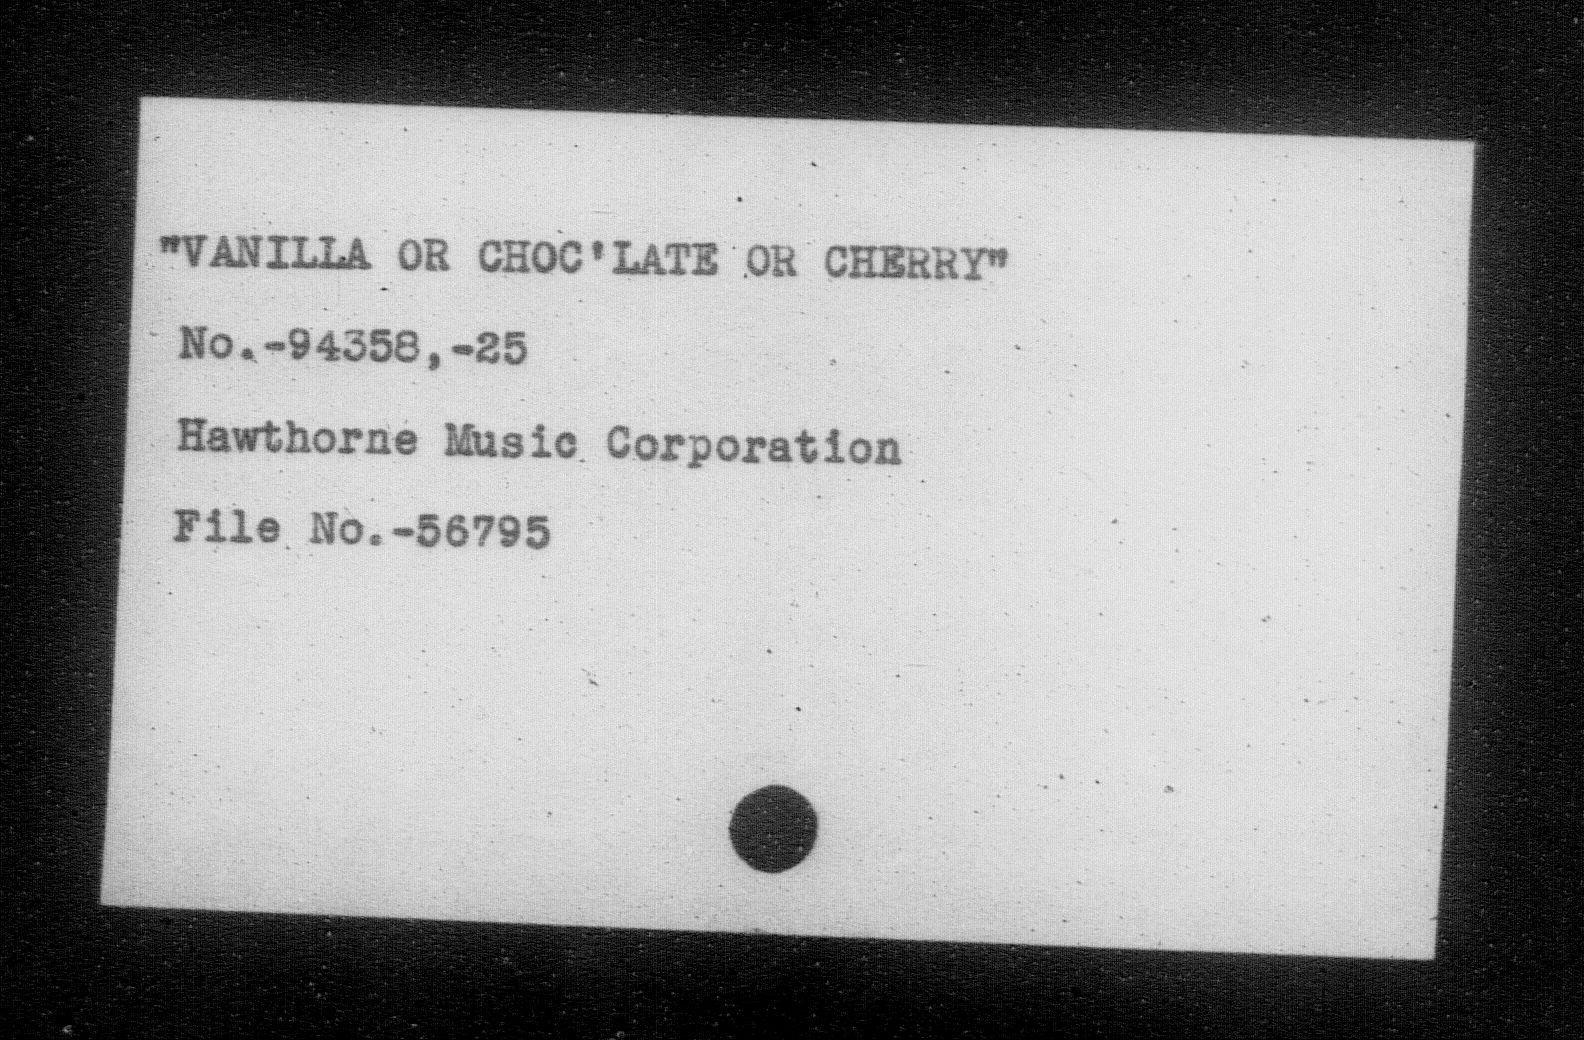 "VANILLA OR CHOC'LATE OR CHERRY"
No.-94358,-25
Hawthorne Music Corporation
File No.-56795